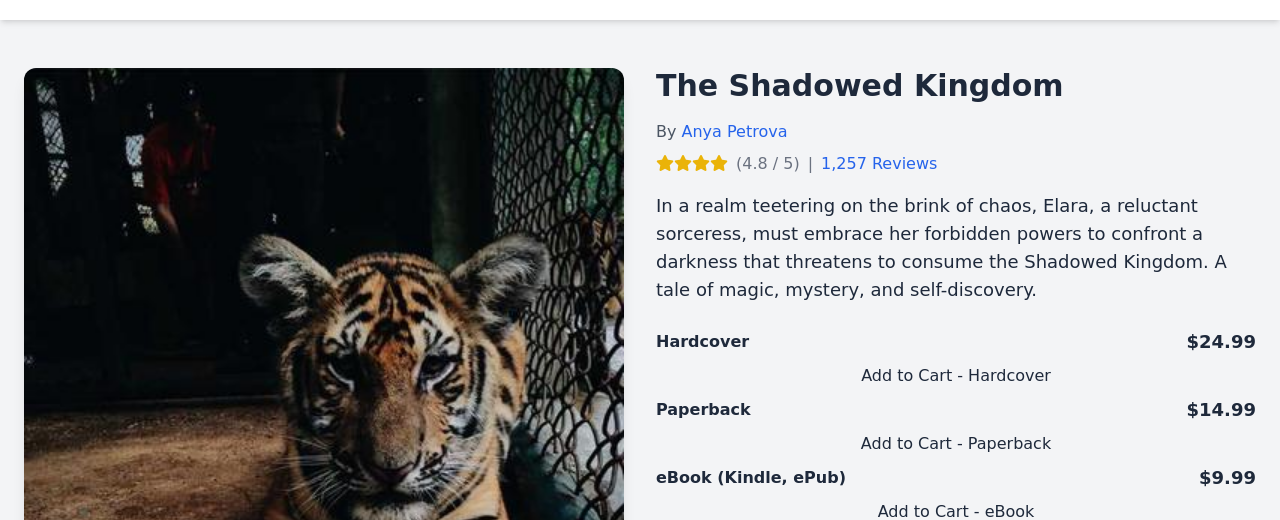 The Shadowed Kingdom
By Anya Petrova
(4.8 / 5) | 1,257 Reviews
In a realm teetering on the brink of chaos, Elara, a reluctant
sorceress, must embrace her forbidden powers to confront a
darkness that threatens to consume the Shadowed Kingdom. A
tale of magic, mystery, and self-discovery.
Hardcover $24.99
Add to Cart - Hardcover
Paperback $14.99
Add to Cart - Paperback
eBook (Kindle, ePub) $9.99
Add to Cart - eBook